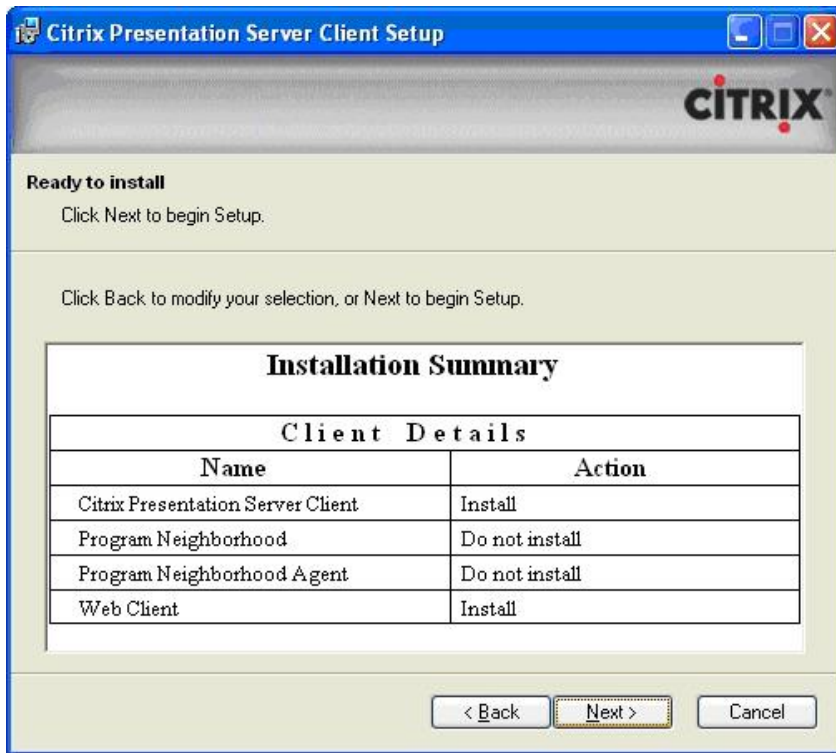 Citrix Presentation Server Client Setup
CİTRIX
Ready to install
Click Next to begin Setup.
Click Back to modify your selection, or Next to begin Setup.
Installation Summary
Client Details
Name Action
Citrix Presentation Server Client Install
Program Neighborhood Do not install
Program Neighborhood Agent Do not install
Web Client Install
< Back Next > Cancel